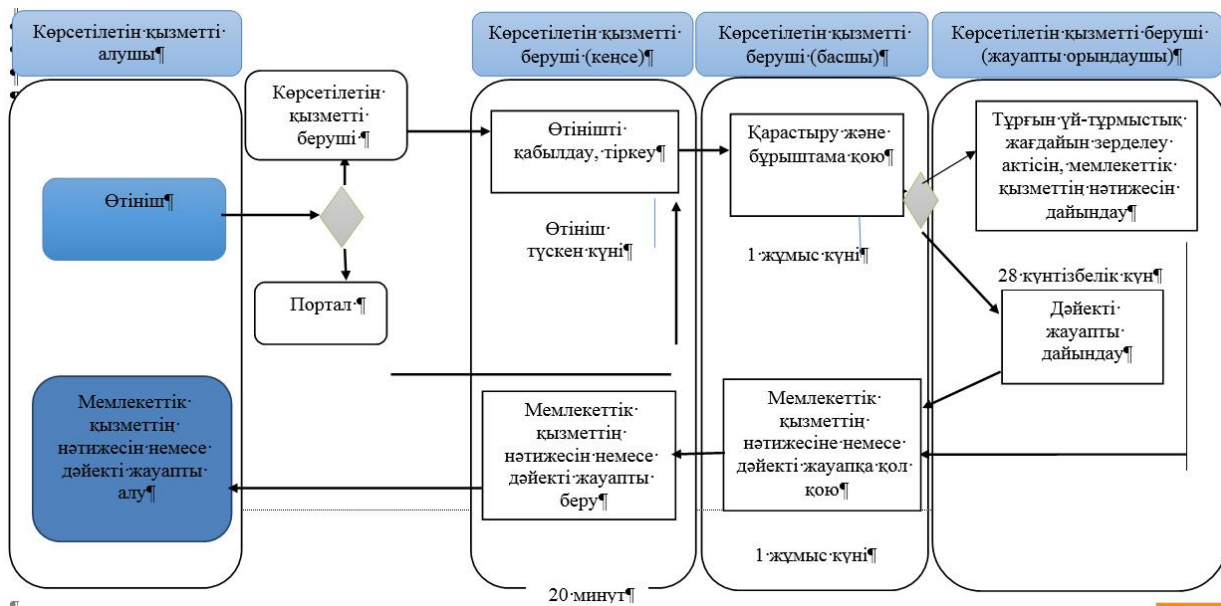 Көрсетілетін қызметті
алушы¶
Көрсетілетін қызметті
беруші (кеңсе)¶
Көрсетілетін қызметті
беруші (басшы)¶
Көрсетілетін қызметті беруші
(жауапты орындаушы)¶
Көрсетілетін
қызметті
беруші ¶
Өтініш¶
Портал ¶
Өтінішті
қабылдау, тіркеу¶
Өтініш
түскен күні¶
Қарастыру және
бұрыштама қою¶
1 жұмыс күні¶
Тұрғын үй-тұрмыстық
жағдайын зерделеу
актісін, мемлекеттік
қызметтің нәтижесін
дайындау¶
28 күнтізбелік күн¶
Дәйекті
жауапты
дайындау¶
Мемлекеттік
қызметтің
нәтижесін немесе
дәйекті жауапты
алу¶
Мемлекеттік
қызметтің
нәтижесін немесе
дәйекті жауапты
беру¶
Мемлекеттік
қызметтің
нәтижесіне немесе
дәйекті жауапқа қол
қою¶
1 жұмыс күні¶
20 минут¶
¶